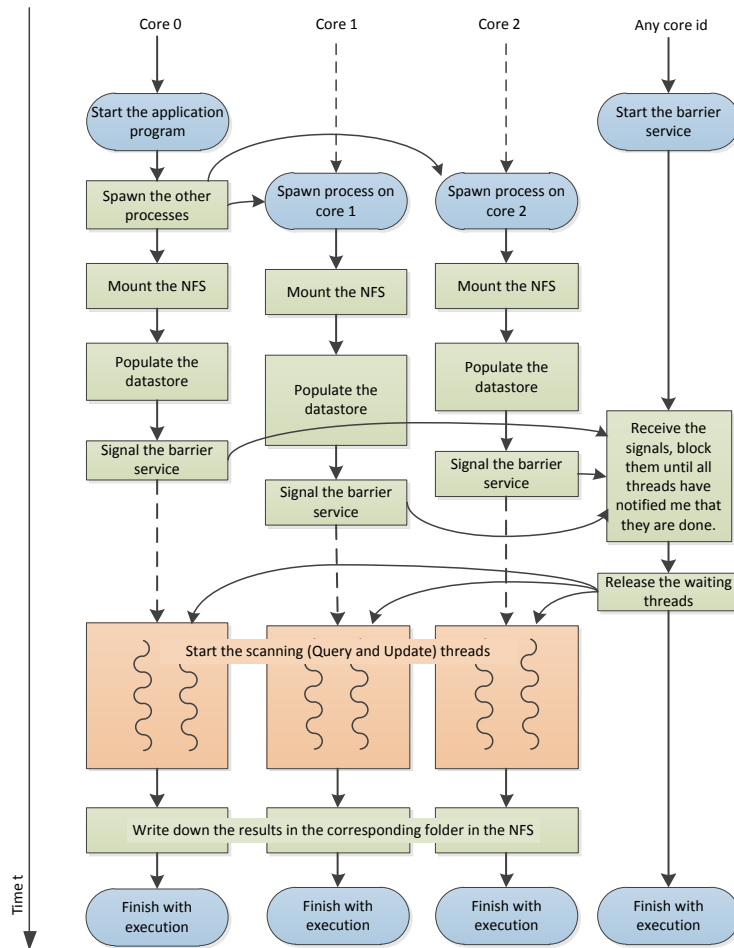 Core 0
Core 1
Core 2
Any core id
Start the application
program
Start the barrier
service
Spawn the other
processes
Spawn process on
core 1
Spawn process on
core 2
Mount the NFS
Mount the NFS
Mount the NFS
Populate the
datastore
Populate the
datastore
Populate the
datastore
Signal the barrier
service
Signal the barrier
service
Signal the barrier
service
Receive the
signals, block
them until all
threads have
notified me that
they are done.
Release the waiting
threads
Start the scanning (Query and Update) threads
Write down the results in the corresponding folder in the NFS
Finish with
execution
Finish with
execution
Finish with
execution
Finish with
execution
Time t